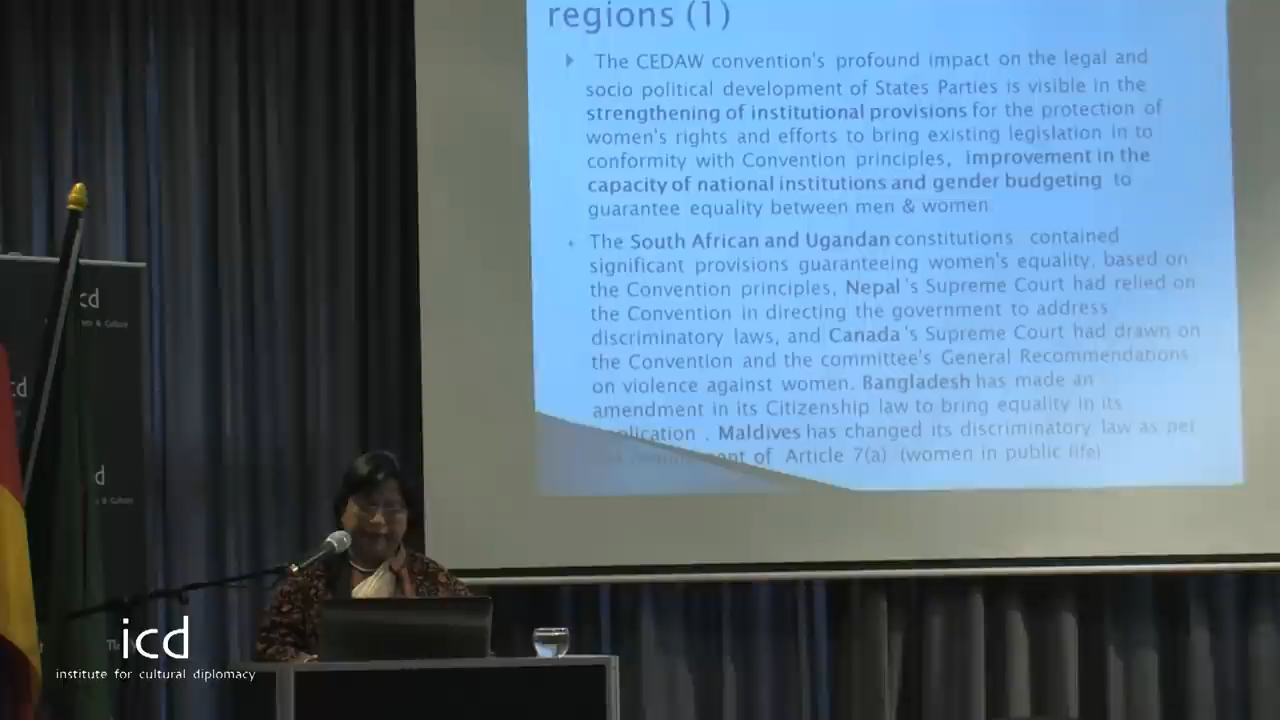 regions (1)
The CEDAW convention's profound impact on the legal and
socio political development of States Parties is visible in the
strengthening of institutional provisions for the protection of
women's rights and efforts to bring existing legislation in to
conformity with Convention principles, improvement in the
capacity of national institutions and gender budgeting to
guarantee equality between men & women
The South African and Ugandan constitutions contained
significant provisions guaranteeing women's equality, based on
the Convention principles, Nepal 's Supreme Court had relied on
the Convention in directing the government to address
discriminatory laws, and Canada 's Supreme Court had drawn on
the Convention and the committee's General Recommendations
on violence against women. Bangladesh has made an
amendment in its Citizenship law to bring equality in its
. Maldives has changed its discriminatory law as per
of Article 7(a) (women in public life)
cd
& Culture
cd
d
& Culture
icd
institute for cultural diplomacy